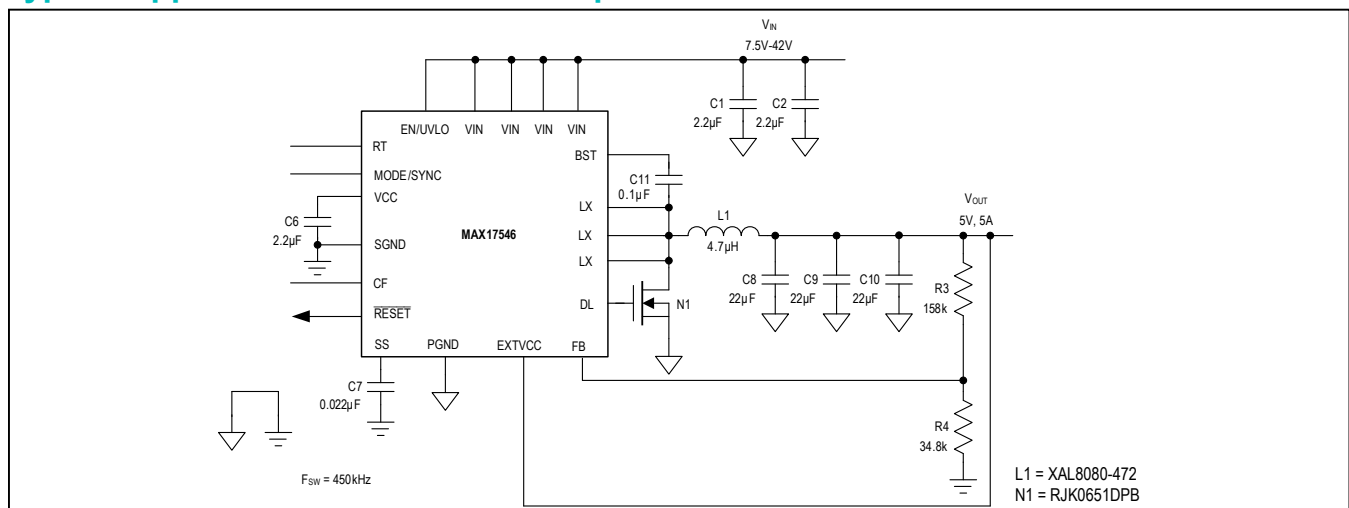 VIN
7.5V-42V
C1
2.2µF
C2
2.2µF
EN/UVLO VIN VIN VIN VIN
RT
MODE/SYNC
VCC
SGND
CF
RESET
SS PGND EXTVCC FB
BST
LX
LX
LX
DL
MAX17546
C6
2.2µF
C7
0.022µF
C11
0.1µF
L1
4.7µH
N1
C8
22µF
C9
22µF
C10
22µF
VOUT
5V, 5A
R3
158k
R4
34.8k
FSW = 450kHz
L1 = XAL8080-472
N1 = RJK0651DPB